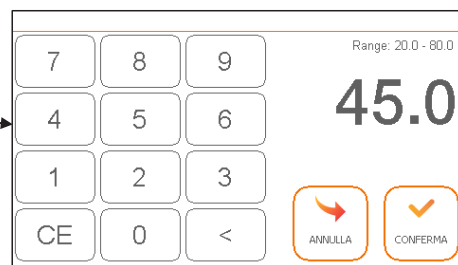 Range: 20.0 - 80.0
45.0
7 8 9
4 5 6
1 2 3
CE 0 <
ANNULLA CONFERMA